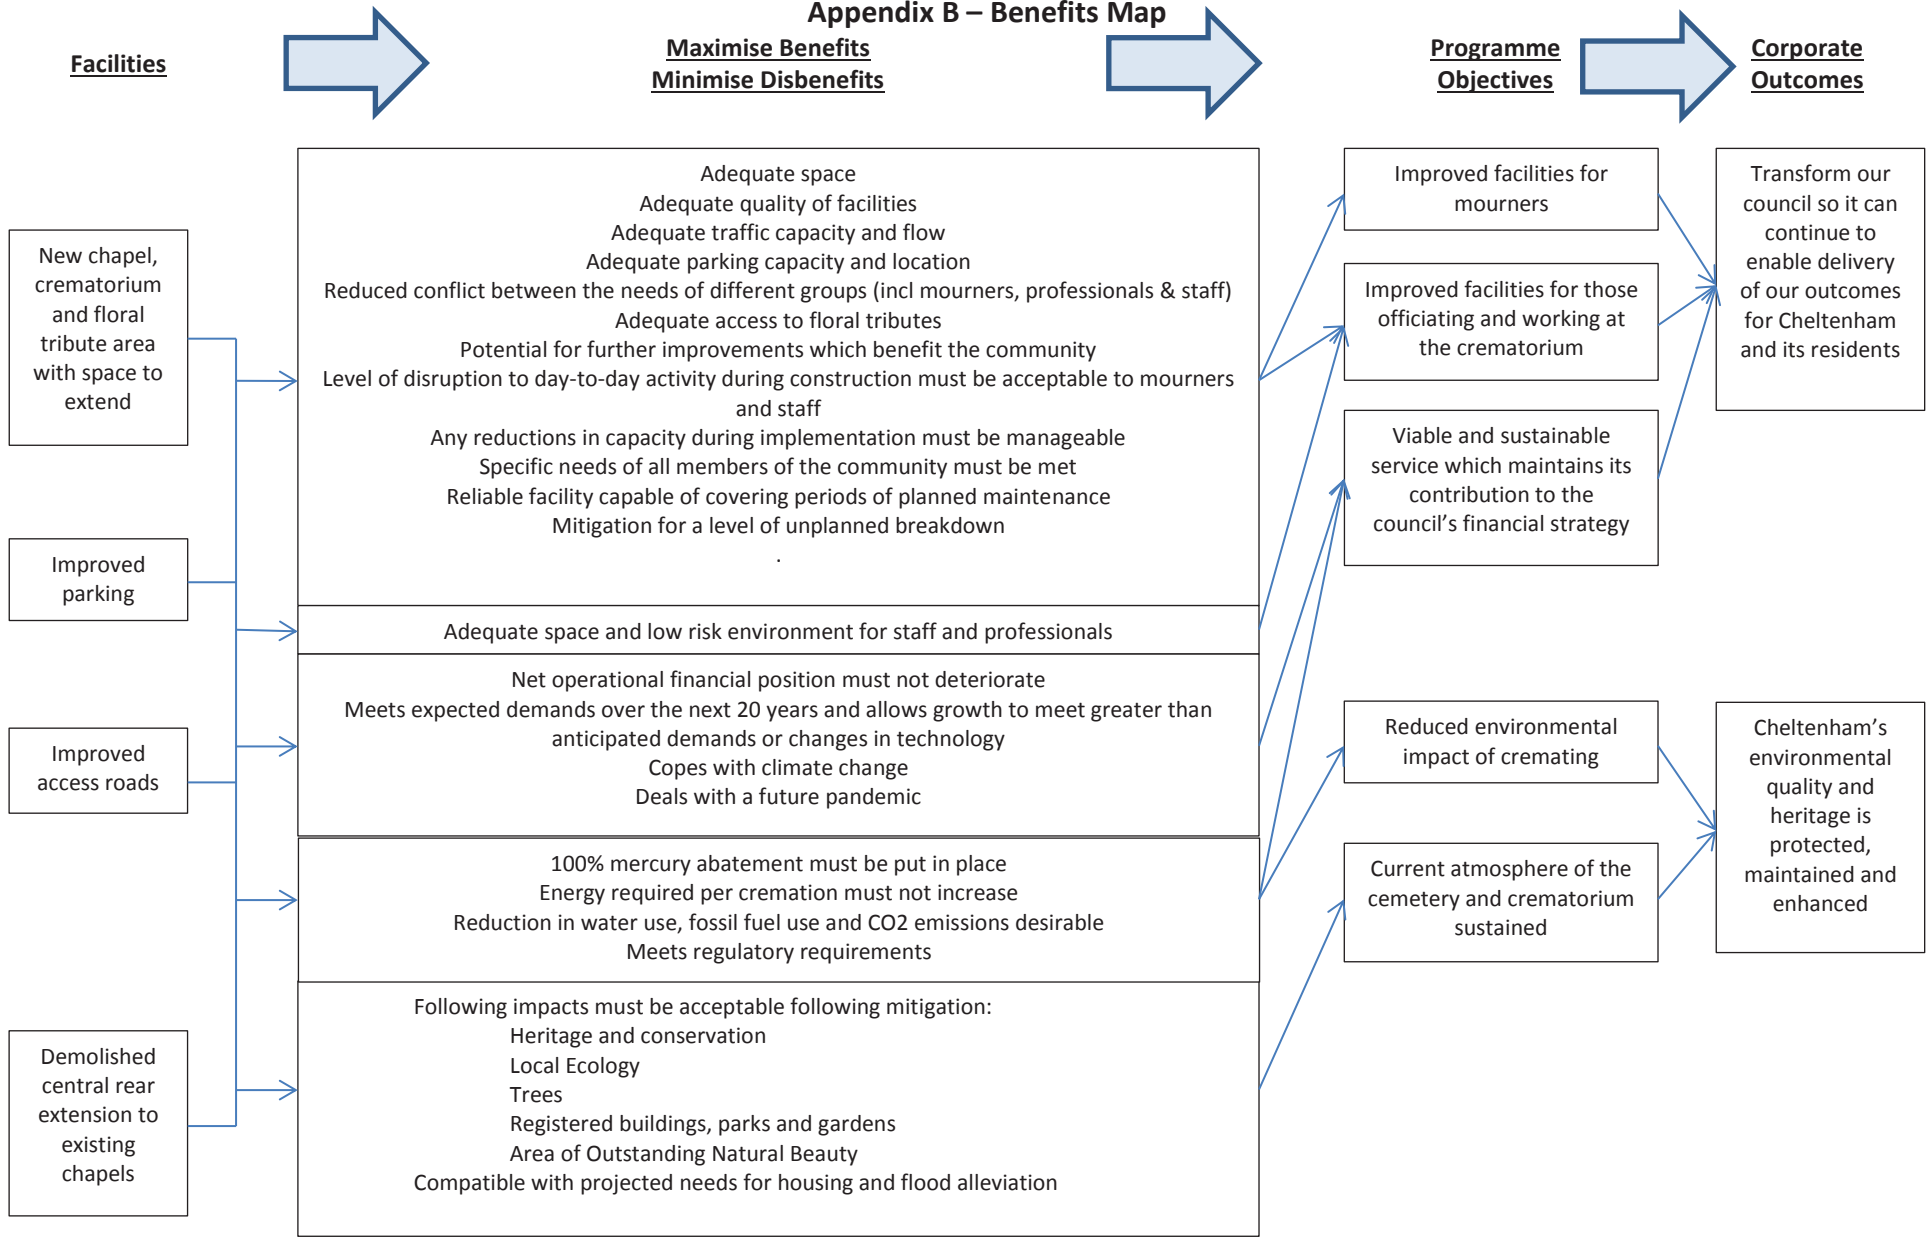 Appendix B – Benefits Map
Facilities
Maximise Benefits
Minimise Disbenefits
Programme
Objectives
Corporate
Outcomes
New chapel,
crematorium
and floral
tribute area
with space to
extend
Improved
parking
Improved
access roads
Demolished
central rear
extension to
existing
chapels
Adequate space
Adequate quality of facilities
Adequate traffic capacity and flow
Adequate parking capacity and location
Reduced conflict between the needs of different groups (incl mourners, professionals & staff)
Adequate access to floral tributes
Potential for further improvements which benefit the community
Level of disruption to day-to-day activity during construction must be acceptable to mourners
and staff
Any reductions in capacity during implementation must be manageable
Specific needs of all members of the community must be met
Reliable facility capable of covering periods of planned maintenance
Mitigation for a level of unplanned breakdown
.
Adequate space and low risk environment for staff and professionals
Net operational financial position must not deteriorate
Meets expected demands over the next 20 years and allows growth to meet greater than
anticipated demands or changes in technology
Copes with climate change
Deals with a future pandemic
100% mercury abatement must be put in place
Energy required per cremation must not increase
Reduction in water use, fossil fuel use and CO2 emissions desirable
Meets regulatory requirements
Following impacts must be acceptable following mitigation:
Heritage and conservation
Local Ecology
Trees
Registered buildings, parks and gardens
Area of Outstanding Natural Beauty
Compatible with projected needs for housing and flood alleviation
Improved facilities for
mourners
Improved facilities for those
officiating and working at
the crematorium
Viable and sustainable
service which maintains its
contribution to the
council's financial strategy
Reduced environmental
impact of cremating
Current atmosphere of the
cemetery and crematorium
sustained
Transform our
council so it can
continue to
enable delivery
of our outcomes
for Cheltenham
and its residents
Cheltenham's
environmental
quality and
heritage is
protected,
maintained and
enhanced